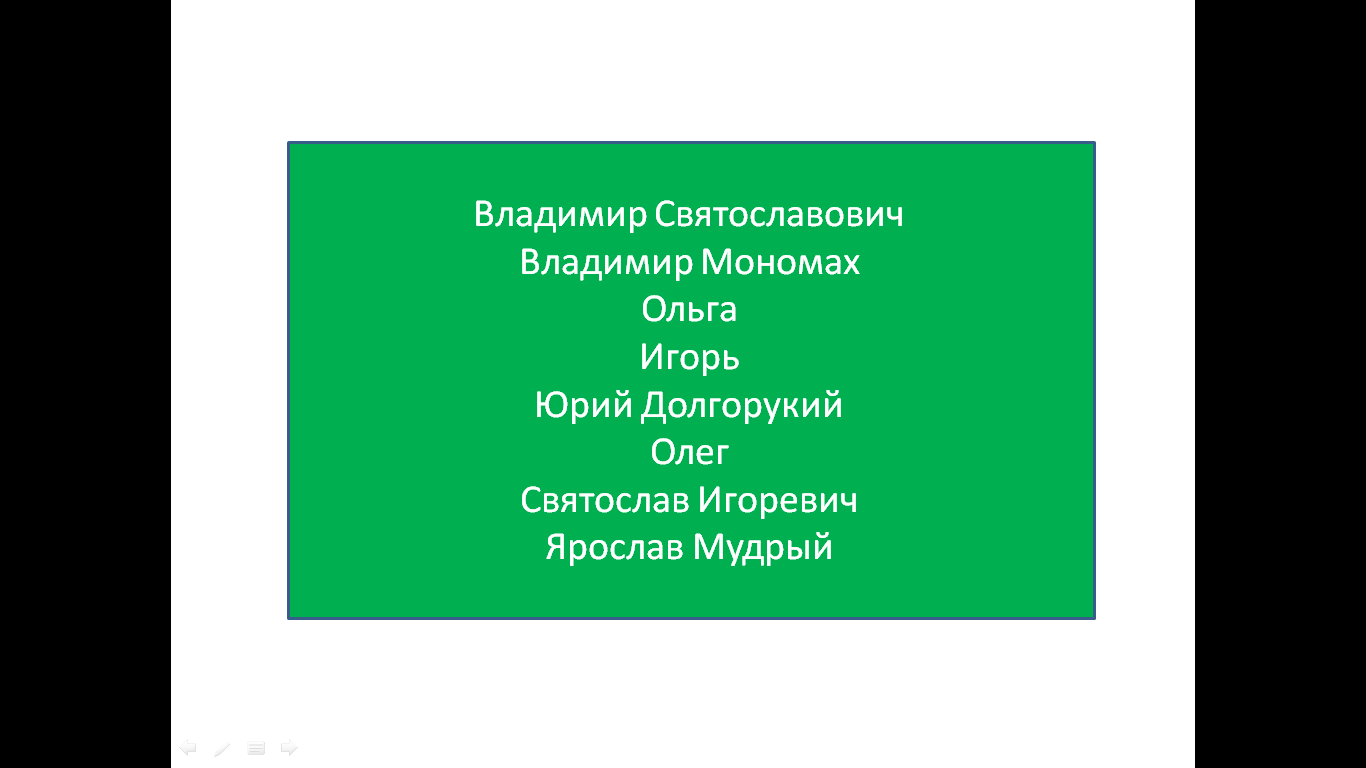 Владимир Святославович
Владимир Мономах
Ольга
Игорь
Юрий Долгорукий
Олег
Святослав Игоревич
Ярослав Мудрый